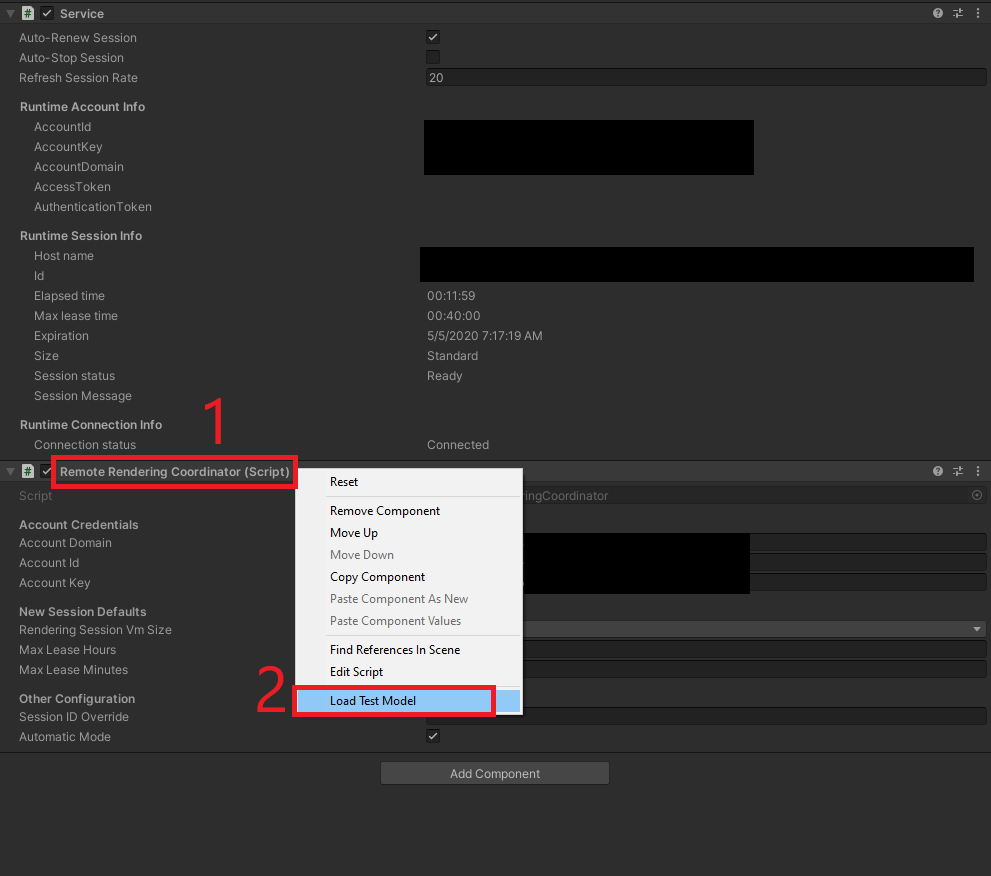 # Service
Auto-Renew Session
Auto-Stop Session
Refresh Session Rate 20
Runtime Account Info
AccountId
AccountKey
AccountDomain
AccessToken
AuthenticationToken
Runtime Session Info
Host name
Id
Elapsed time 00:11:59
Max lease time 00:40:00
Expiration 5/5/2020 7:17:19 AM
Size Standard
Session status Ready
Session Message
Runtime Connection Info
1
Connection status Connected
# Remote Rendering Coordinator (Script)
Reset
Script ringCoordinator
Remove Component
Account Credentials
Move Up
Account Domain
Move Down
Account Id
Copy Component
Account Key
Paste Component As New
New Session Defaults
Paste Component Values
Rendering Session Vm Size
Find References In Scene
Max Lease Hours
Edit Script
Max Lease Minutes
2
Load Test Model
Other Configuration
Session ID Override
Automatic Mode
Add Component